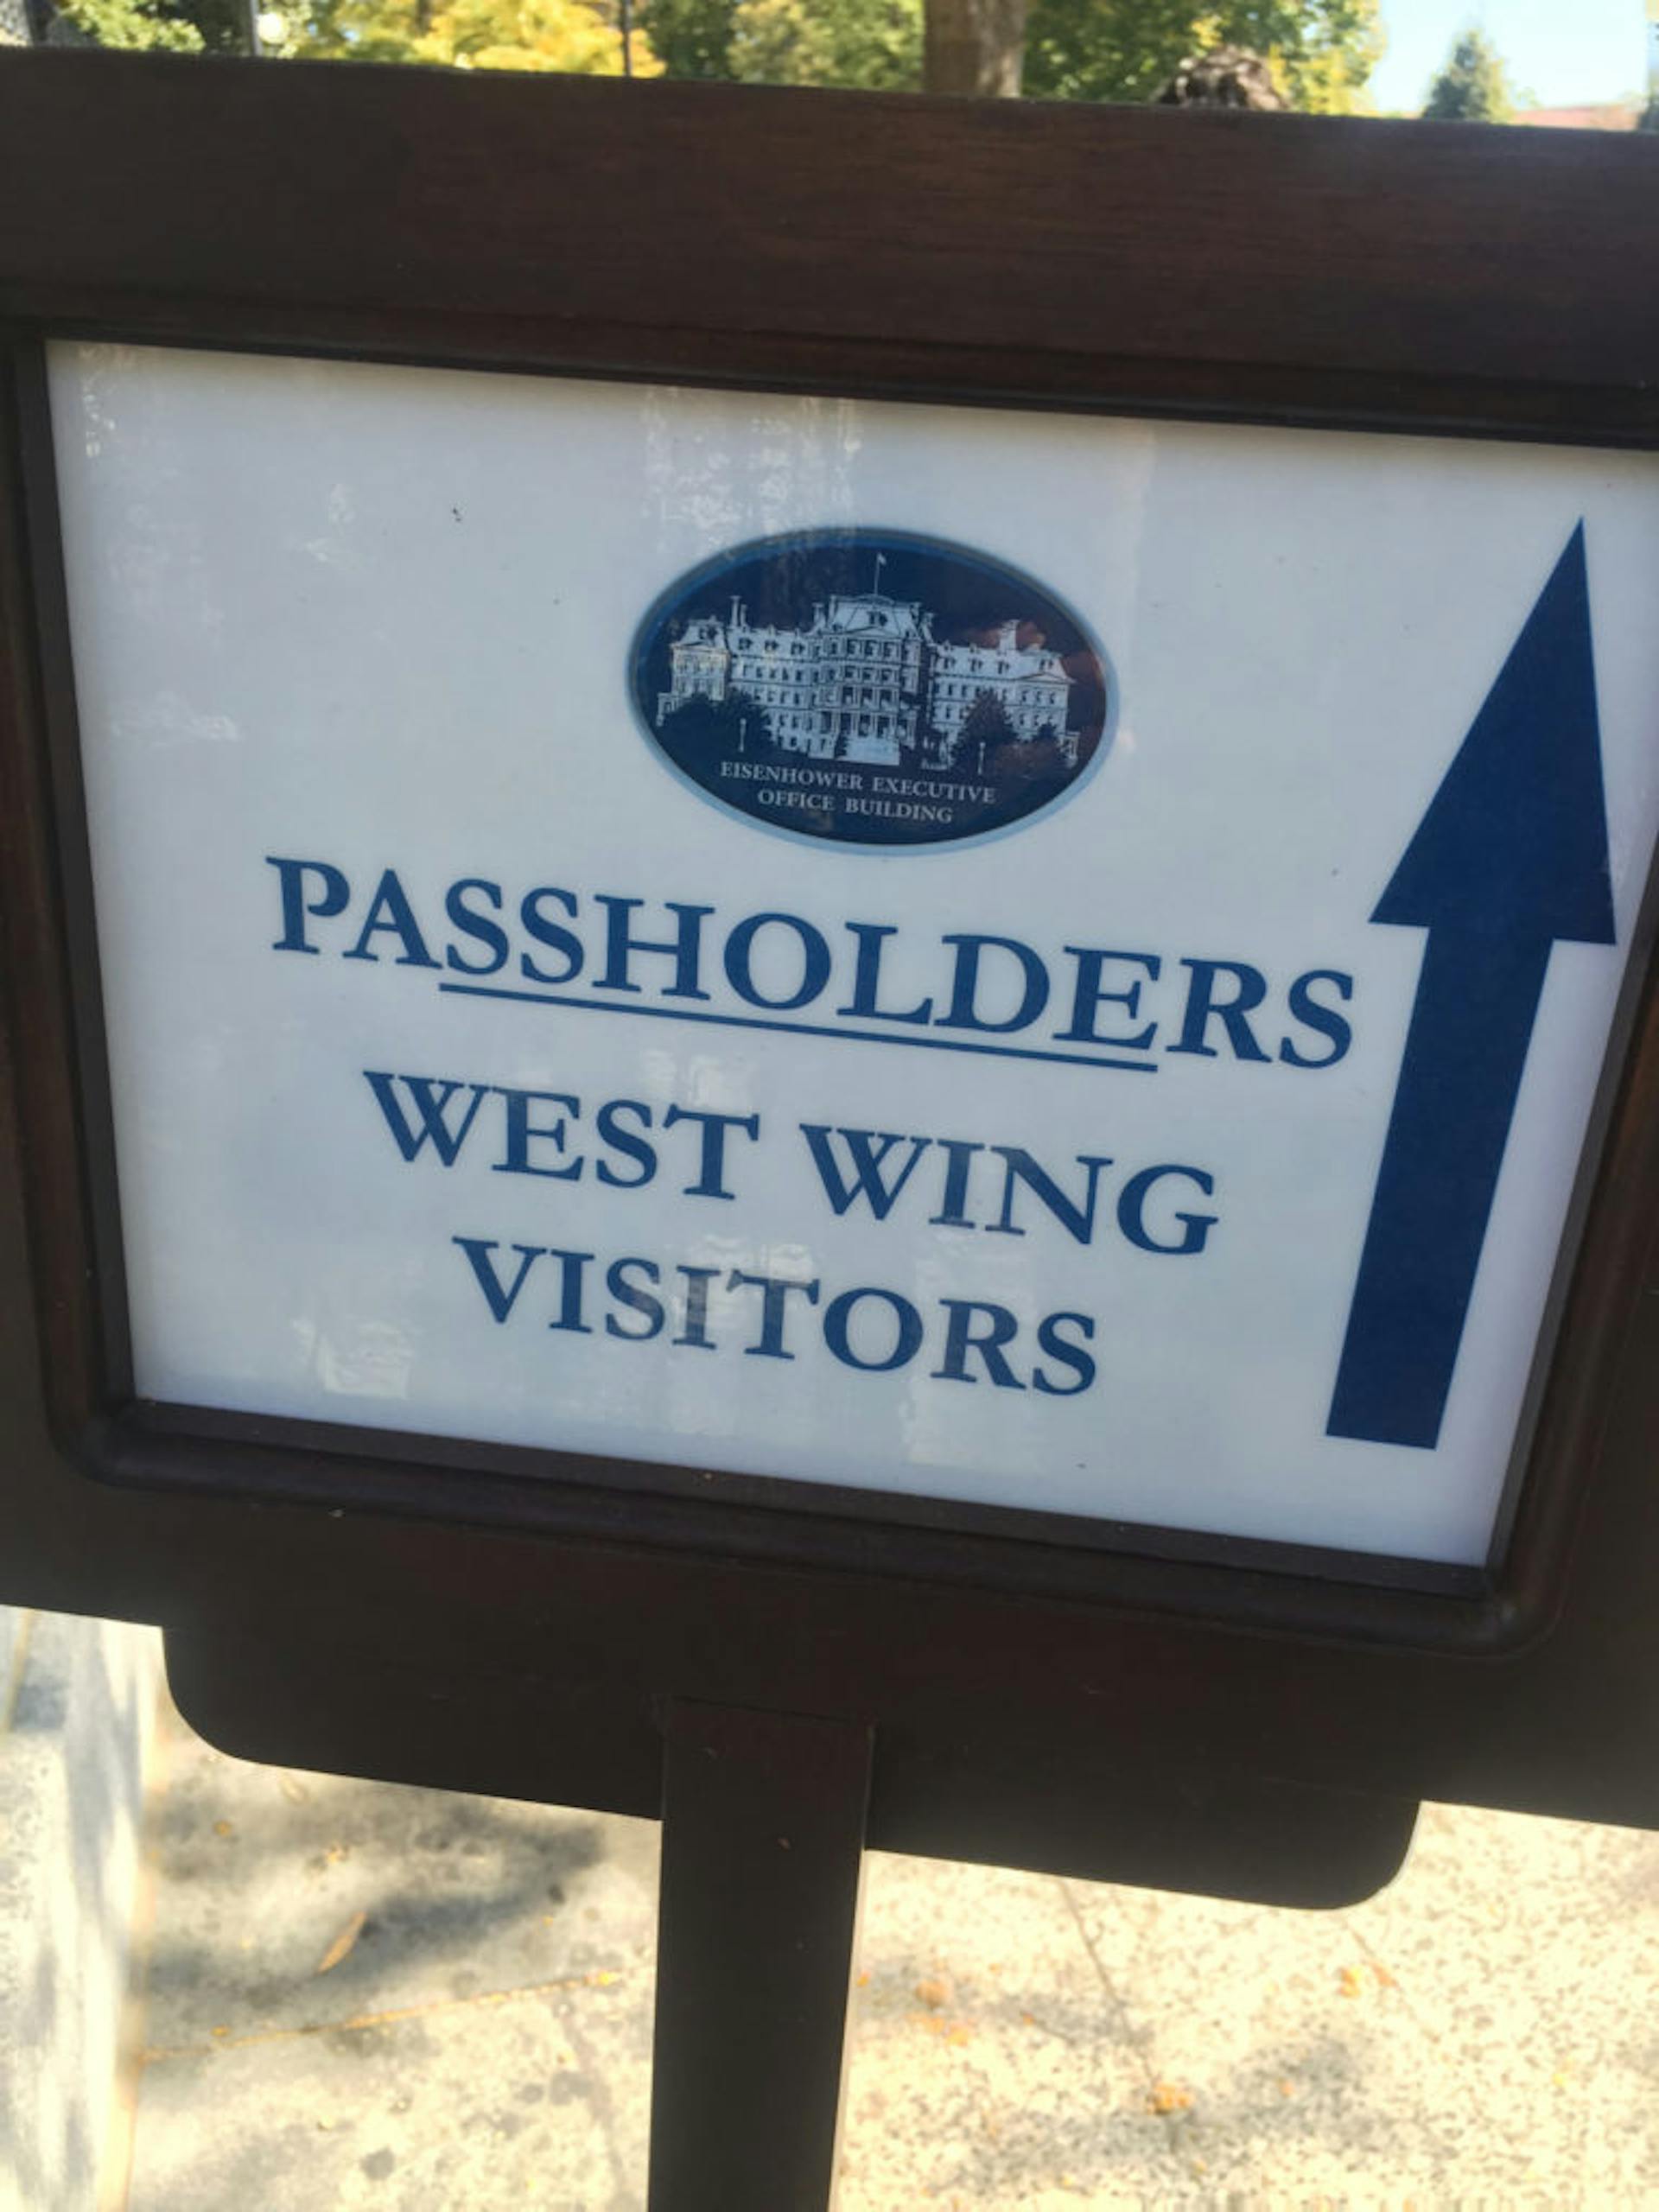 EISENHOWER EXECUTIVE
OFFICE BUILDING
PASSHOLDERS
WEST WING
VISITORS